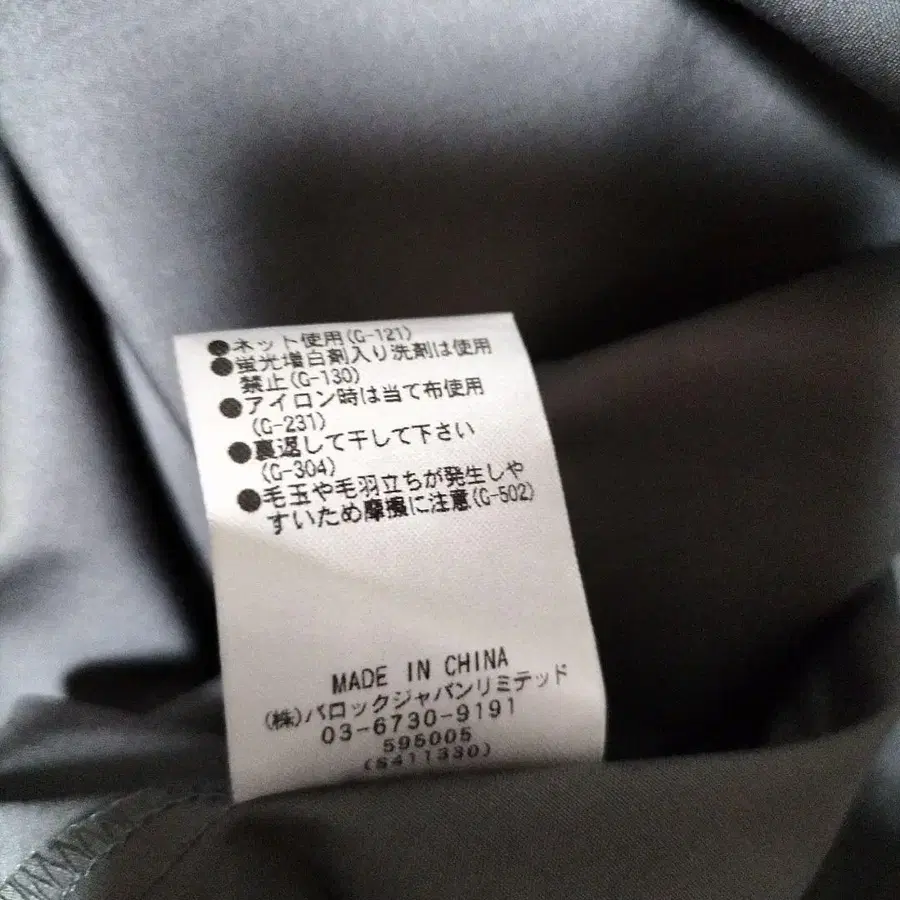 ●ネット使用(G-121)
●蛍光増白剤入り洗剤は使用
禁止(G-130)
●アイロン時は当て布使用
(G-231)
●裏返して干して下さい
(G-304)
●毛玉や毛羽立ちが発生しや
すいため摩擦に注意(G-502)
MADE IN CHINA
(株)バロックジャパンリミテッド
03-6730-9191
595005
(S411330)